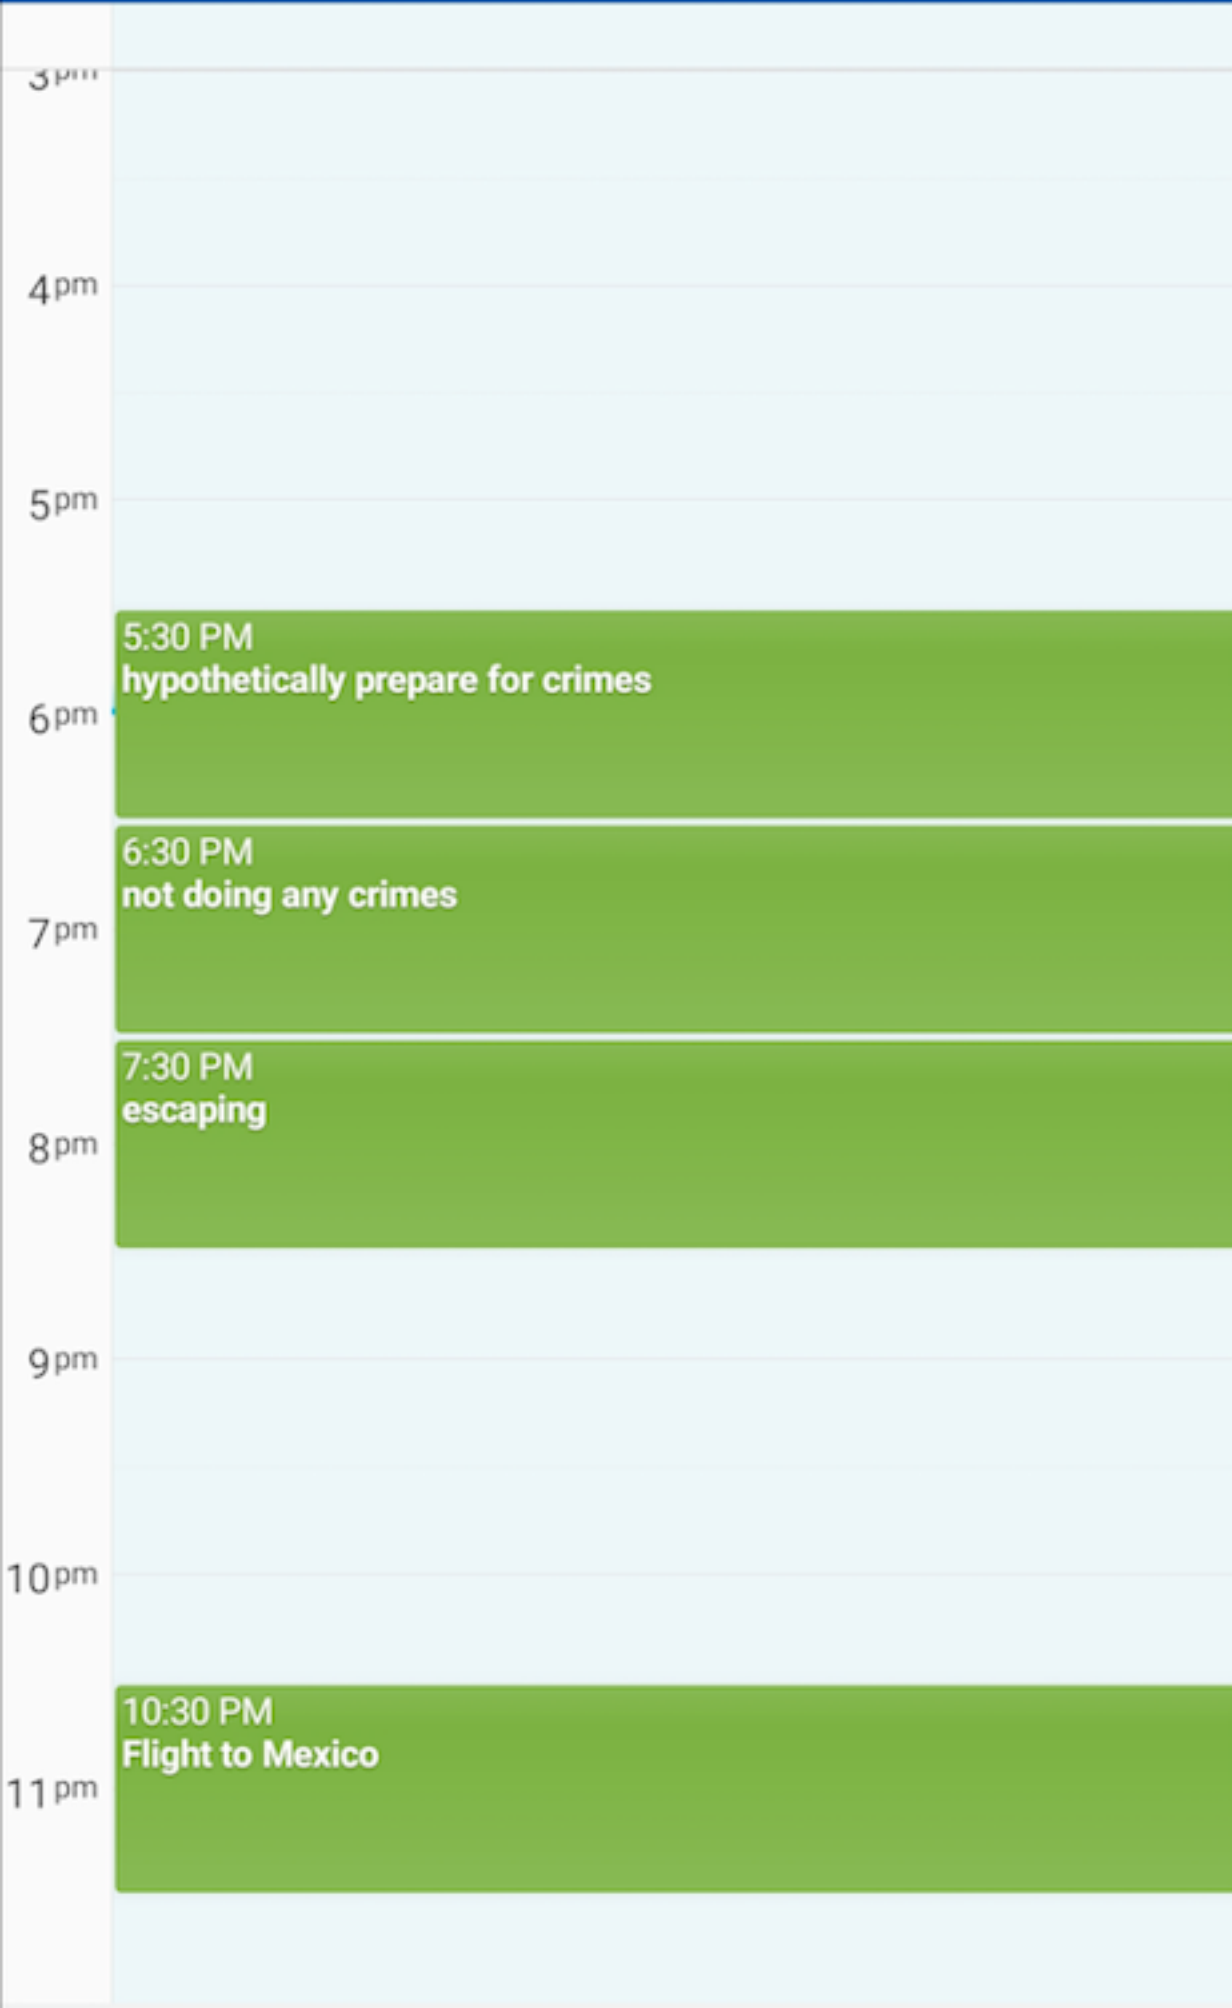 3pm
4pm
5pm
5:30 PM
hypothetically prepare for crimes
6pm
6:30 PM
not doing any crimes
7pm
7:30 PM
escaping
8pm
9pm
10pm
10:30 PM
Flight to Mexico
11pm